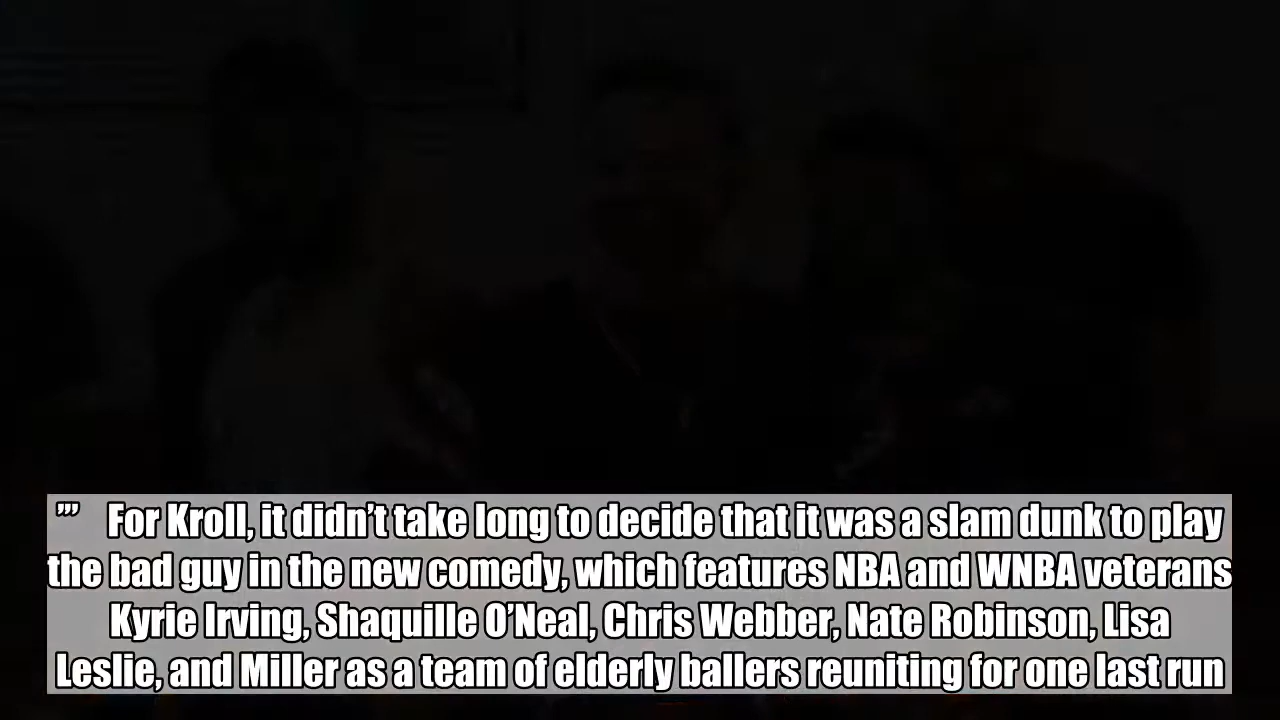 ”’ For Kroll, it didn’t take long to decide that it was a slam dunk to play
the bad guy in the new comedy, which features NBA and WNBA veterans
Kyrie Irving, Shaquille O’Neal, Chris Webber, Nate Robinson, Lisa
Leslie, and Miller as a team of elderly ballers reuniting for one last run